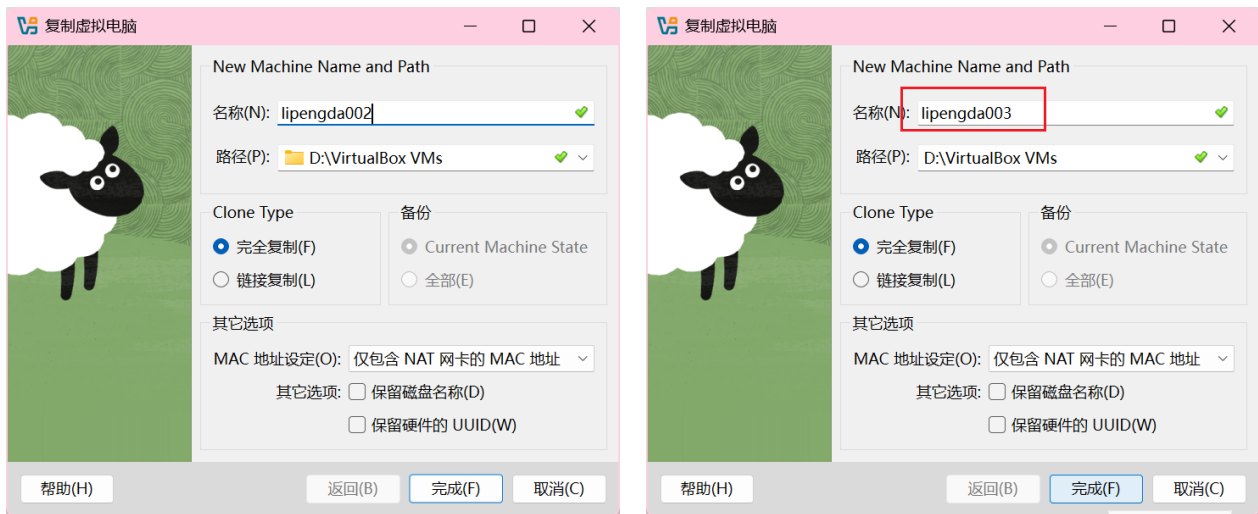 复制虚拟电脑
New Machine Name and Path
名称(N): lipengda002
路径(P): D:\VirtualBox VMs
Clone Type
备份
完全复制(F)
Current Machine State
链接复制(L)
全部(E)
其它选项
MAC 地址设定(O): 仅包含 NAT 网卡的 MAC 地址
其它选项: 保留磁盘名称(D)
保留硬件的 UUID(W)
帮助(H) 返回(B) 完成(F) 取消(C)
复制虚拟电脑
New Machine Name and Path
名称(N): lipengda003
路径(P): D:\VirtualBox VMs
Clone Type
备份
完全复制(F)
Current Machine State
链接复制(L)
全部(E)
其它选项
MAC 地址设定(O): 仅包含 NAT 网卡的 MAC 地址
其它选项: 保留磁盘名称(D)
保留硬件的 UUID(W)
帮助(H) 返回(B) 完成(F) 取消(C)